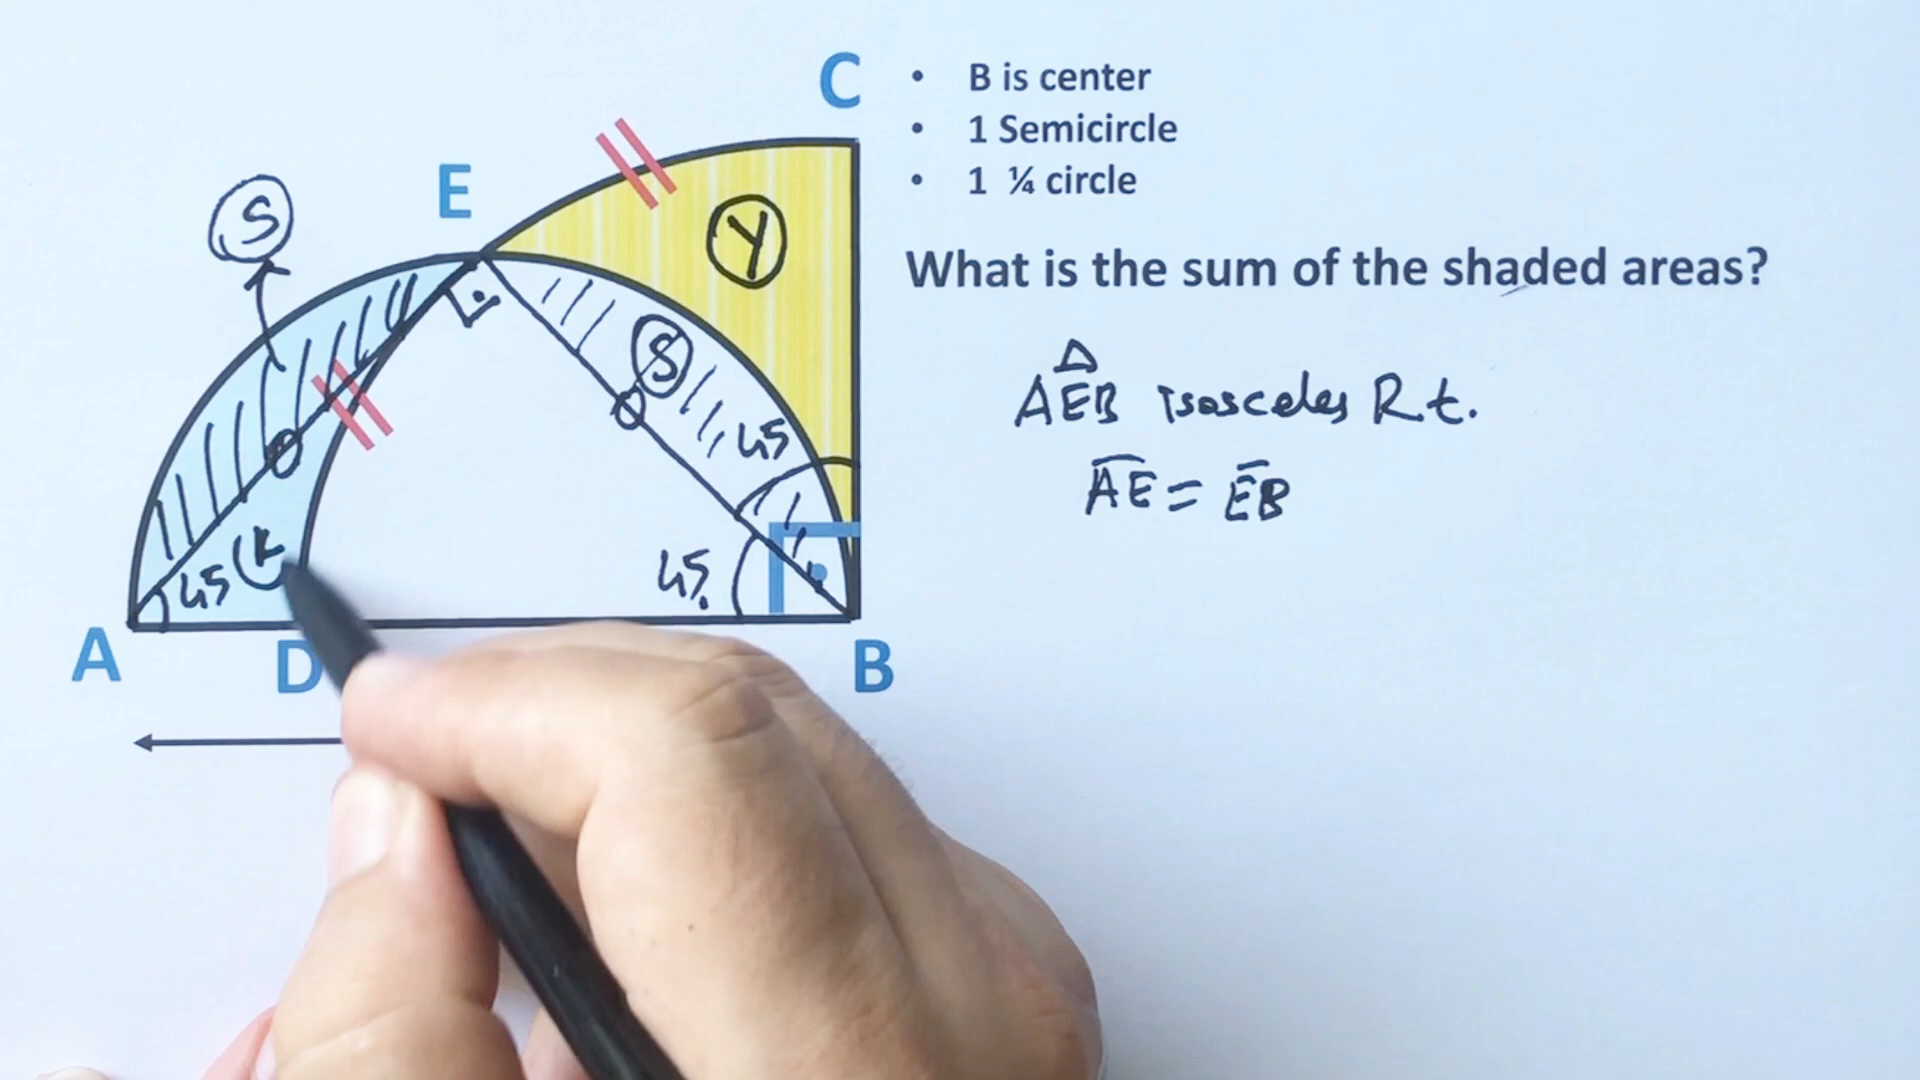 C
• B is center
• 1 Semicircle
• 1 ¼ circle
E
S
Y
What is the sum of the shaded areas?
S
AEB isosceles Rt.
45
AE = EB
K
45
45
A
D
B